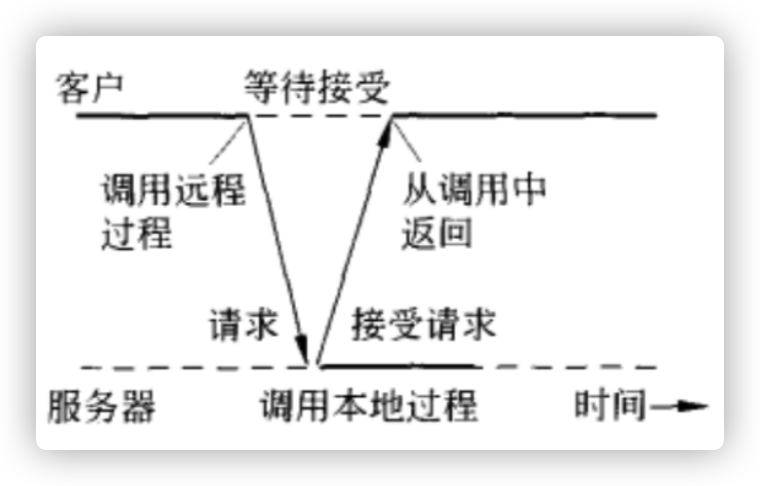 客户
等待接受
调用远程
过程
从调用中
返回
请求
接受请求
服务器
调用本地过程
时间